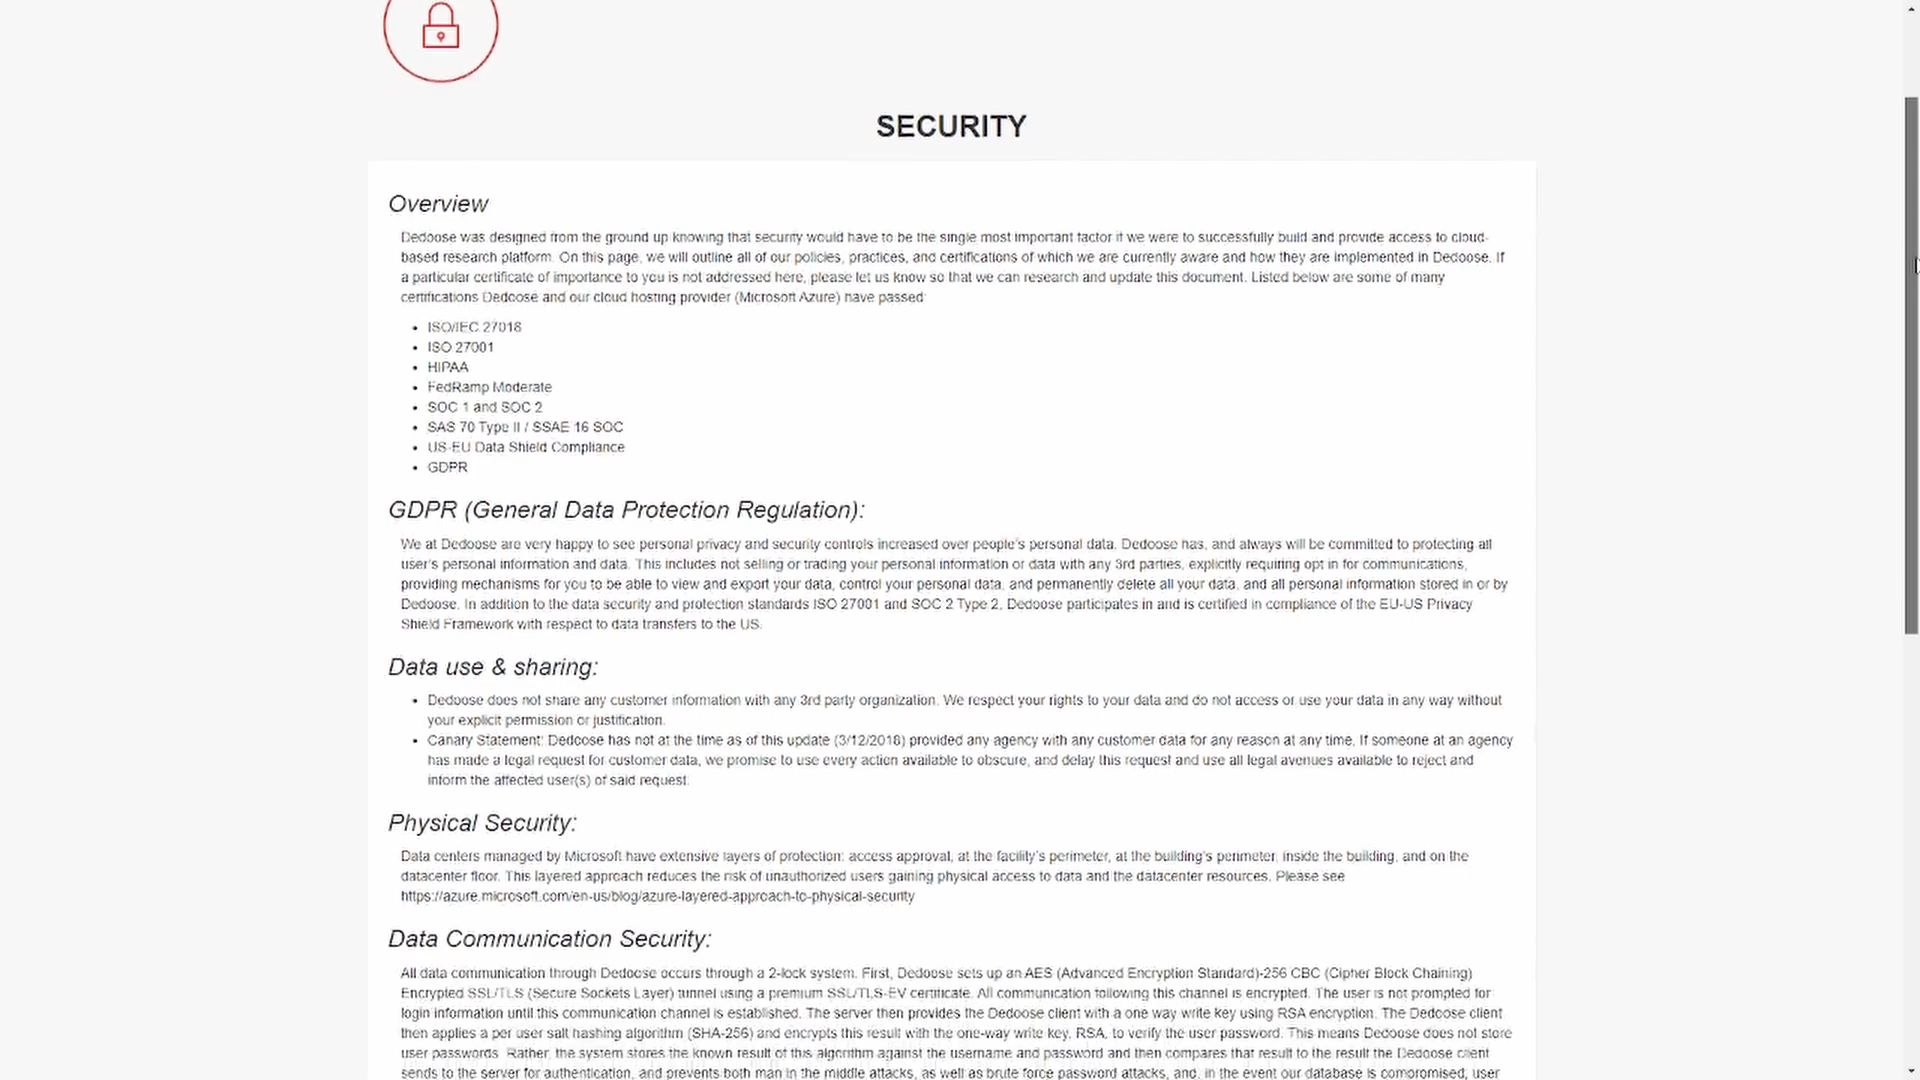 SECURITY
Overview
Dedoose was designed from the ground up knowing that security would have to be the single most important factor if we were to successfully build and provide access to cloud-
based research platform. On this page, we will outline all of our policies, practices, and certifications of which we are currently aware and how they are implemented in Dedoose. If
a particular certificate of importance to you is not addressed here, please let us know so that we can research and update this document. Listed below are some of many
certifications Dedoose and our cloud hosting provider (Microsoft Azure) have passed:
• ISO/IEC 27018
• ISO 27001
• HIPAA
• FedRamp Moderate
• SOC 1 and SOC 2
• SAS 70 Type II / SSAE 16 SOC
• US-EU Data Shield Compliance
• GDPR
GDPR (General Data Protection Regulation):
We at Dedoose are very happy to see personal privacy and security controls increased over people's personal data. Dedoose has, and always will be committed to protecting all
user's personal information and data. This includes not selling or trading your personal information or data with any 3rd parties, explicitly requiring opt in for communications,
providing mechanisms for you to be able to view and export your data, control your personal data, and permanently delete all your data, and all personal information stored in or by
Dedoose. In addition to the data security and protection standards ISO 27001 and SOC 2 Type 2, Dedoose participates in and is certified in compliance of the EU-US Privacy
Shield Framework with respect to data transfers to the US.
Data use & sharing:
• Dedoose does not share any customer information with any 3rd party organization. We respect your rights to your data and do not access or use your data in any way without
your explicit permission or justification.
• Canary Statement: Dedoose has not at the time as of this update (3/12/2018) provided any agency with any customer data for any reason at any time. If someone at an agency
has made a legal request for customer data, we promise to use every action available to obscure, and delay this request and use all legal avenues available to reject and
inform the affected user(s) of said request.
Physical Security:
Data centers managed by Microsoft have extensive layers of protection: access approval, at the facility's perimeter, at the building's perimeter, inside the building, and on the
datacenter floor. This layered approach reduces the risk of unauthorized users gaining physical access to data and the datacenter resources. Please see
https://azure.microsoft.com/en-us/blog/azure-layered-approach-to-physical-security
Data Communication Security:
All data communication through Dedoose occurs through a 2-lock system. First, Dedoose sets up an AES (Advanced Encryption Standard)-256 CBC (Cipher Block Chaining)
Encrypted SSL/TLS (Secure Sockets Layer) tunnel using a premium SSL/TLS-EV certificate. All communication following this channel is encrypted. The user is not prompted for
login information until this communication channel is established. The server then provides the Dedoose client with a one way write key using RSA encryption. The Dedoose client
then applies a per user salt hashing algorithm (SHA-256) and encrypts this result with the one-way write key, RSA, to verify the user password. This means Dedoose does not store
user passwords. Rather, the system stores the known result of this algorithm against the username and password and then compares that result to the result the Dedoose client
sends to the server for authentication, and prevents both man in the middle attacks, as well as brute force password attacks, and, in the event our database is compromised, user